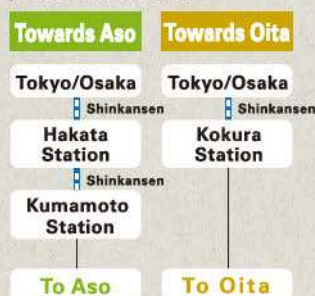 Towards Aso
Tokyo/Osaka
Shinkansen
Hakata
Station
Shinkansen
Kumamoto
Station
To Aso
Towards Oita
Tokyo/Osaka
Shinkansen
Kokura
Station
To Oita